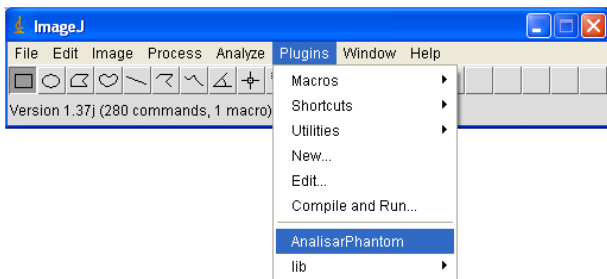 ImageJ
File Edit Image Process Analyze Plugins Window Help
Version 1.37j (280 commands, 1 macro)
Macros
Shortcuts
Utilities
New...
Edit...
Compile and Run...
AnalisarPhantom
lib